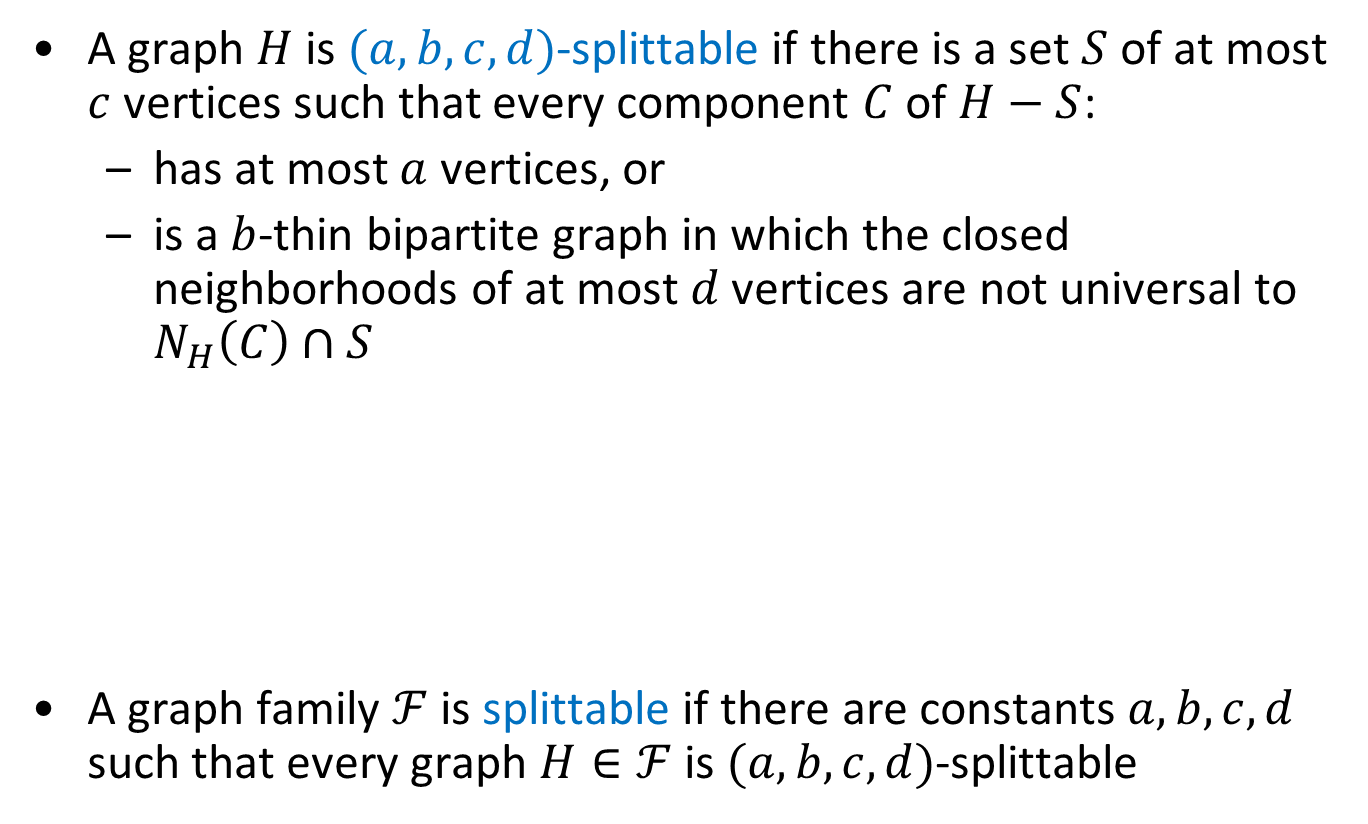 • A graph 𝐻 is (𝑎, 𝑏, 𝑐, 𝑑)-splittable if there is a set 𝑆 of at most
𝑐 vertices such that every component 𝐶 of 𝐻 − 𝑆:
– has at most 𝑎 vertices, or
– is a 𝑏-thin bipartite graph in which the closed
neighborhoods of at most 𝑑 vertices are not universal to
𝑁_𝐻(𝐶) ∩ 𝑆
• A graph family ℱ is splittable if there are constants 𝑎, 𝑏, 𝑐, 𝑑
such that every graph 𝐻 ∈ ℱ is (𝑎, 𝑏, 𝑐, 𝑑)-splittable